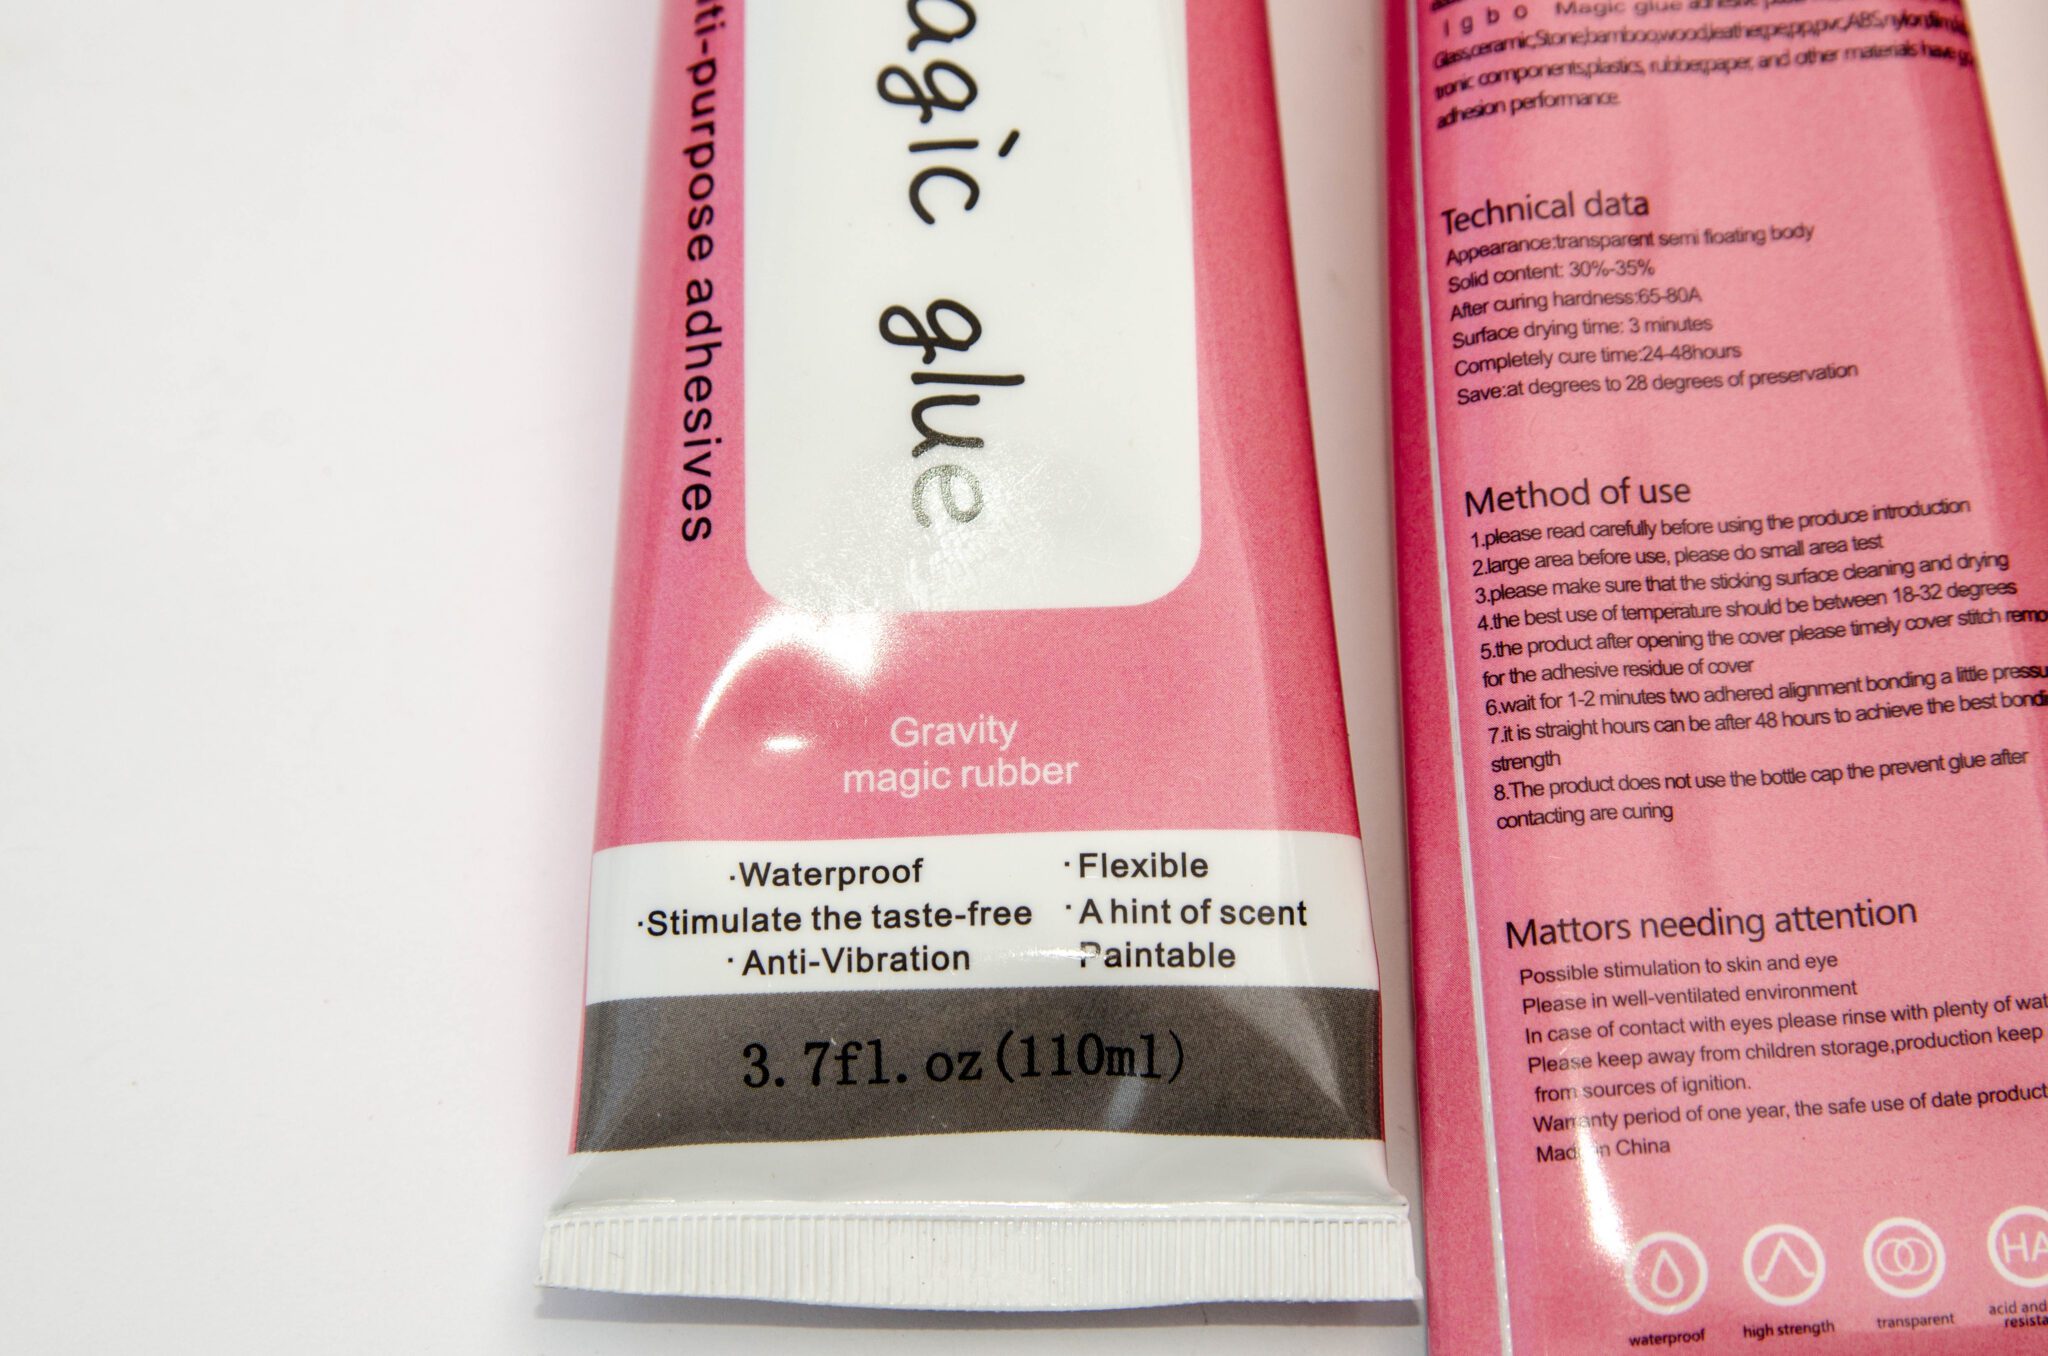 agic glue
ti-purpose adhesives
Gravity
magic rubber
·Waterproof
·Flexible
·Stimulate the taste-free
·A hint of scent
·Anti-Vibration
Paintable
3.7fl.oz(110ml)
Igbo Magic glue adhesive
Glass,ceramic,Stone,bamboo,wood,leather,pe,pp,pvc,ABS,nylon,film
tronic components,plastics, rubber,paper, and other materials have
adhesion performance.
Technical data
Appearance:transparent semi floating body
Solid content: 30%-35%
After curing hardness:65-80A
Surface drying time: 3 minutes
Completely cure time:24-48hours
Save:at degrees to 28 degrees of preservation
Method of use
1.please read carefully before using the produce introduction
2.large area before use, please do small area test
3.please make sure that the sticking surface cleaning and drying
4.the best use of temperature should be between 18-32 degrees
5.the product after opening the cover please timely cover stitch remo
for the adhesive residue of cover
6.wait for 1-2 minutes two adhered alignment bonding a little pressu
7.it is straight hours can be after 48 hours to achieve the best bondi
strength
8.The product does not use the bottle cap the prevent glue after
contacting are curing
Mattors needing attention
Possible stimulation to skin and eye
Please in well-ventilated environment
In case of contact with eyes please rinse with plenty of wat
Please keep away from children storage,production keep
from sources of ignition.
Warranty period of one year, the safe use of date product
Made in China
HA
waterproof
high strength
transparent
acid and
resista